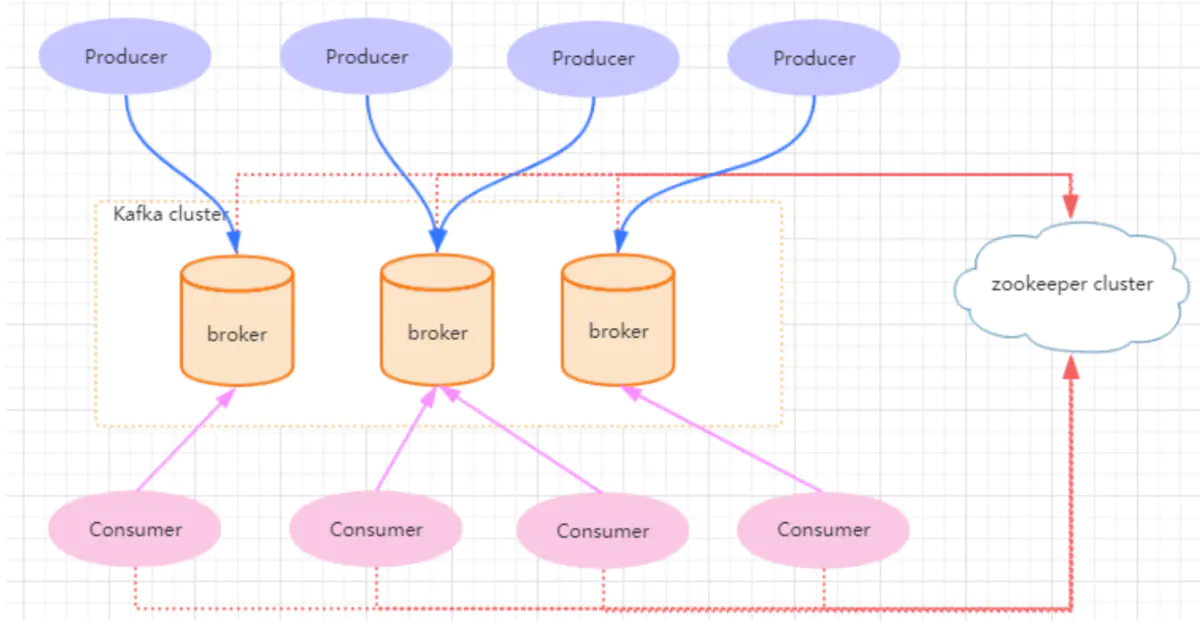 Producer
Producer
Producer
Producer
Kafka cluster
zookeeper cluster
broker
broker
broker
Consumer
Consumer
Consumer
Consumer